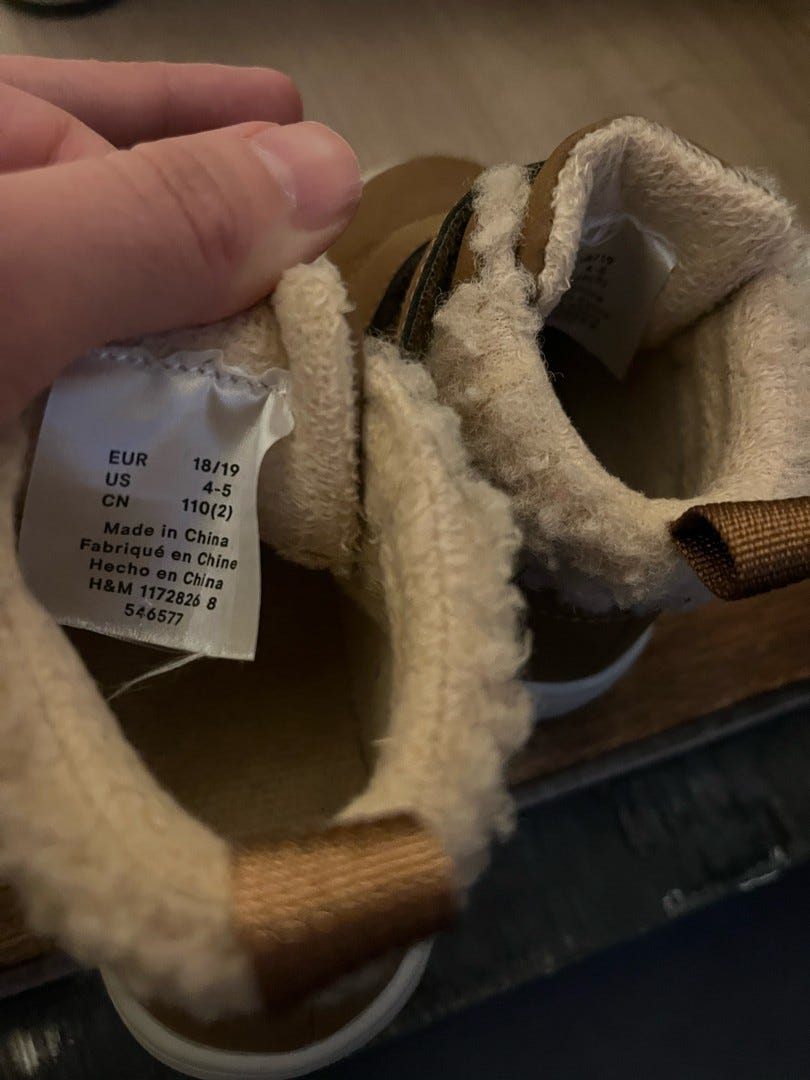 EUR 18/19
US 4-5
CN 110(2)
Made in China
Fabriqué en Chine
Hecho en China
H&M 1172826 8
546577